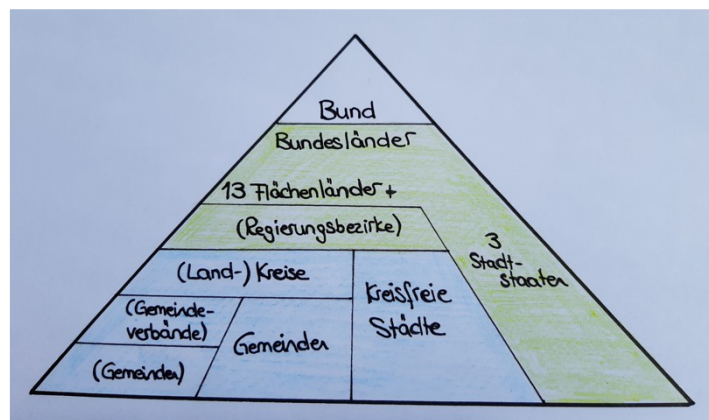 Bund
Bundesländer
13 Flächenländer +
(Regierungsbezirke)
3
Stadt-
staaten
(Land-) Kreise
Kreisfreie
Städte
(Gemeinde-
verbände)
Gemeinden
(Gemeinden)